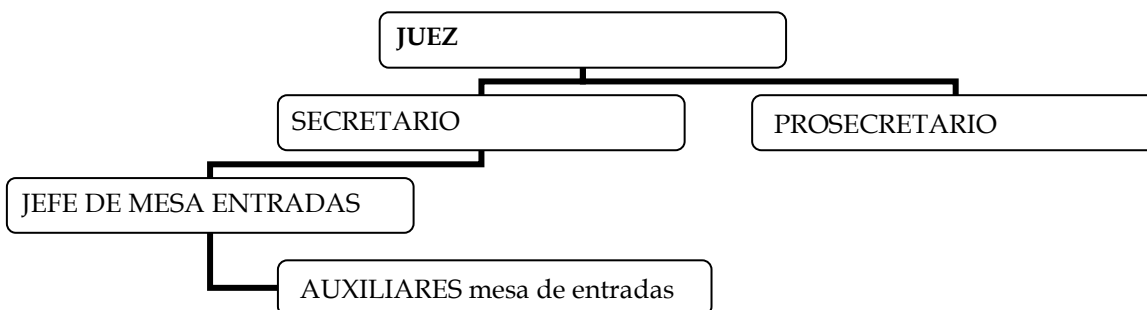 JUEZ
SECRETARIO
PROSECRETARIO
JEFE DE MESA ENTRADAS
AUXILIARES mesa de entradas